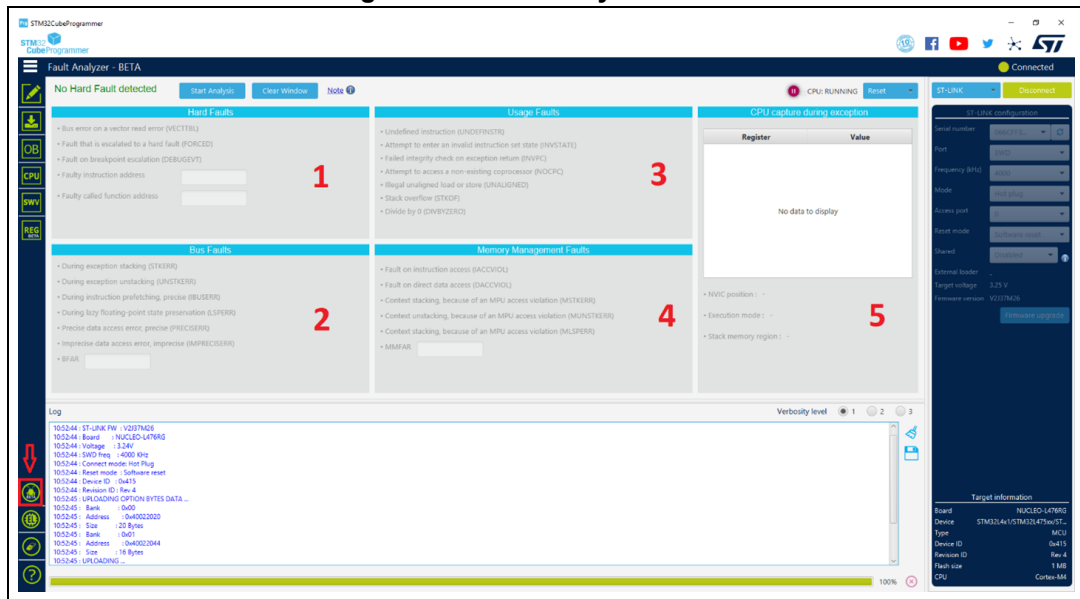 STM32CubeProgrammer
STM32
CubeProgrammer
Fault Analyzer - BETA
Connected
No Hard Fault detected
Start Analysis
Clear Window
Note
CPU: RUNNING
Reset
ST-LINK
Disconnect
Hard Faults
• Bus error on a vector read error (VECTTBL)
• Fault that is escalated to a hard fault (FORCED)
• Fault on breakpoint escalation (DEBUGEVT)
• Faulty instruction address
• Faulty called function address
1
Usage Faults
• Undefined instruction (UNDEFINSTR)
• Attempt to enter an invalid instruction set state (INVSTATE)
• Failed integrity check on exception return (INVPC)
• Attempt to access a non-existing coprocessor (NOCPC)
• Illegal unaligned load or store (UNALIGNED)
• Stack overflow (STKOF)
• Divide by 0 (DIVBYZERO)
3
CPU capture during exception
Register Value
No data to display
• NVIC position : -
• Execution mode : -
• Stack memory region : -
5
Bus Faults
• During exception stacking (STKERR)
• During exception unstacking (UNSTKERR)
• During instruction prefetching, precise (IBUSERR)
• During lazy floating-point state preservation (LSPERR)
• Precise data access error, precise (PRECISERR)
• Imprecise data access error, imprecise (IMPRECISERR)
• BFAR
2
Memory Management Faults
• Fault on instruction access (IACCVIOL)
• Fault on direct data access (DACCVIOL)
• Context stacking, because of an MPU access violation (MSTKERR)
• Context unstacking, because of an MPU access violation (MUNSTKERR)
• Context stacking, because of an MPU access violation (MLSPERR)
• MMFAR
4
ST-LINK configuration
Serial number
Port SWD
Frequency (kHz) 4000
Mode Hot plug
Access port 0
Reset mode Software reset
Shared Disabled
External loader -
Target voltage 3.25 V
Firmware version V2J37M26
Firmware upgrade
OB
CPU
SWV
REG
BETA
Log
Verbosity level 1 2 3
10:52:44 : ST-LINK FW : V2J37M26
10:52:44 : Board : NUCLEO-L476RG
10:52:44 : Voltage : 3.24V
10:52:44 : SWD freq : 4000 KHz
10:52:44 : Connect mode: Hot Plug
10:52:44 : Reset mode : Software reset
10:52:44 : Device ID : 0x415
10:52:44 : Revision ID : Rev 4
10:52:45 : UPLOADING OPTION BYTES DATA ...
10:52:45 : Bank : 0x00
10:52:45 : Address : 0x40022020
10:52:45 : Size : 20 Bytes
10:52:45 : Bank : 0x01
10:52:45 : Address : 0x40022044
10:52:45 : Size : 16 Bytes
10:52:45 : UPLOADING ...
100%
Target information
Board NUCLEO-L476RG
Device STM32L4x1/STM32L475xx/ST...
Type MCU
Device ID 0x415
Revision ID Rev 4
Flash size 1 MB
CPU Cortex-M4